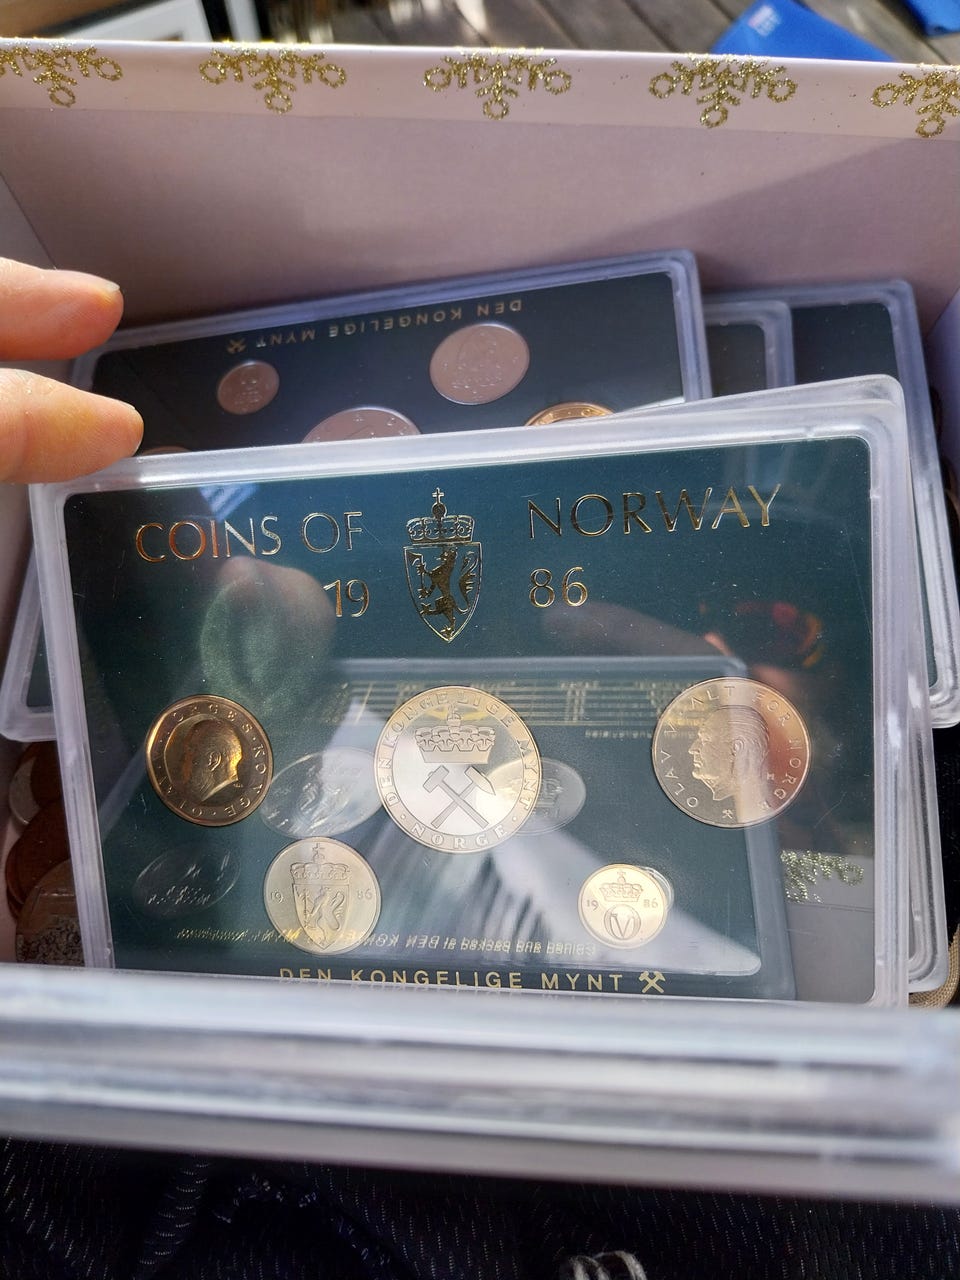 DEN KONGELIGE MYNT
COINS OF NORWAY
19 86
DEN KONGELIGE MYNT
NORGE
OLAV
ALT FOR NORGE
19 86
19 86
V
DEN KONGELIGE MYNT